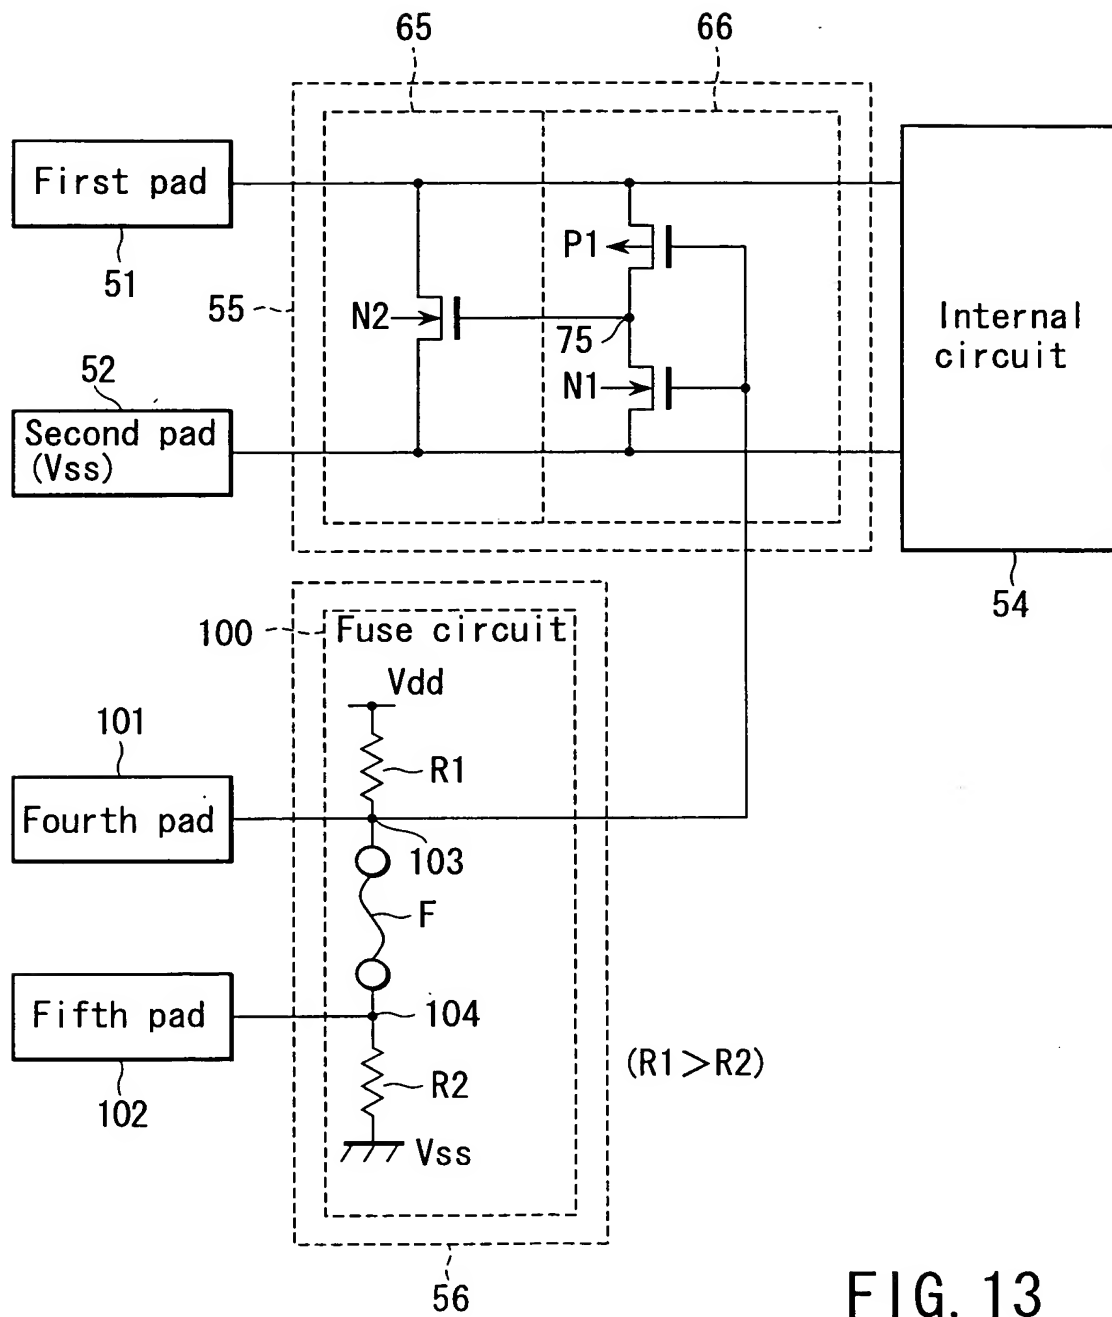 65
66
First pad
51
55
P1
N2
75
N1
Internal
circuit
52
Second pad
(Vss)
54
100
Fuse circuit
Vdd
101
R1
Fourth pad
103
F
Fifth pad
104
102
R2
(R1>R2)
Vss
56
FIG. 13